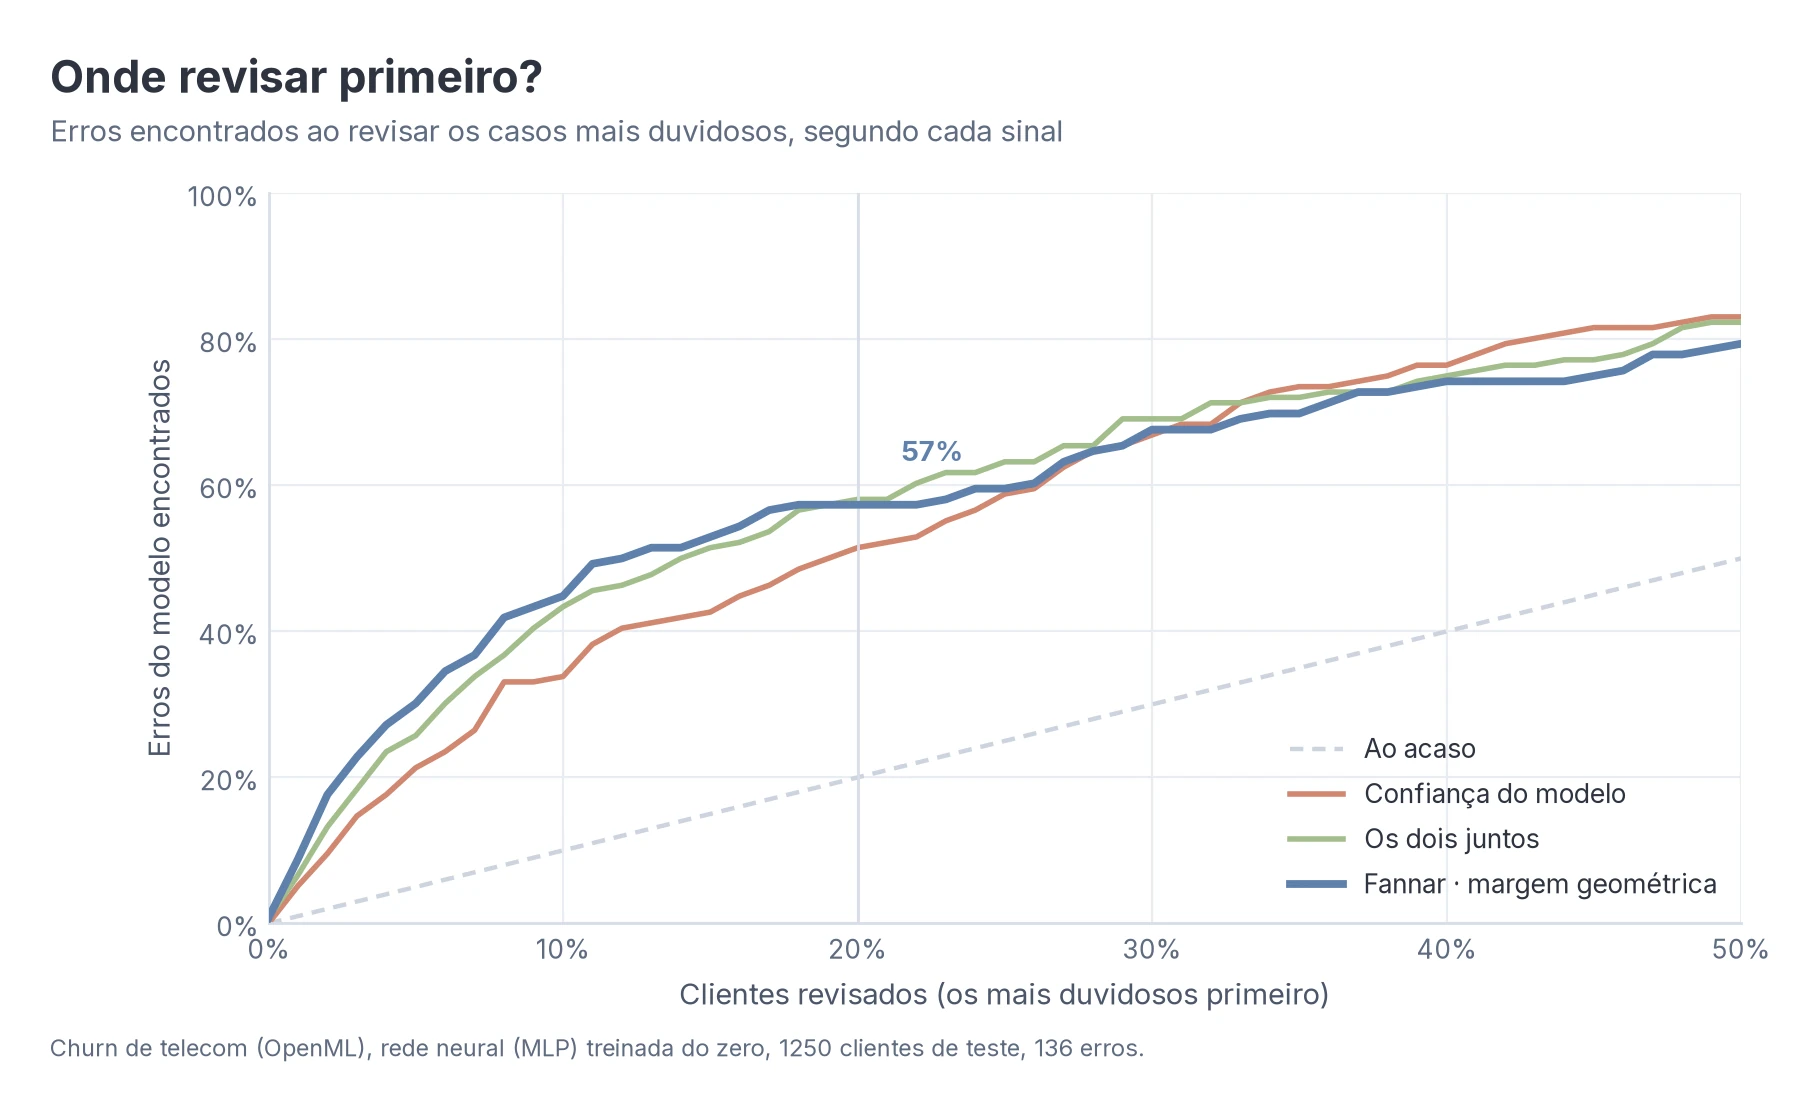 Onde revisar primeiro?
Erros encontrados ao revisar os casos mais duvidosos, segundo cada sinal
Erros do modelo encontrados
100%
80%
60%
40%
20%
0%
57%
Ao acaso
Confiança do modelo
Os dois juntos
Fannar · margem geométrica
0% 10% 20% 30% 40% 50%
Clientes revisados (os mais duvidosos primeiro)
Churn de telecom (OpenML), rede neural (MLP) treinada do zero, 1250 clientes de teste, 136 erros.